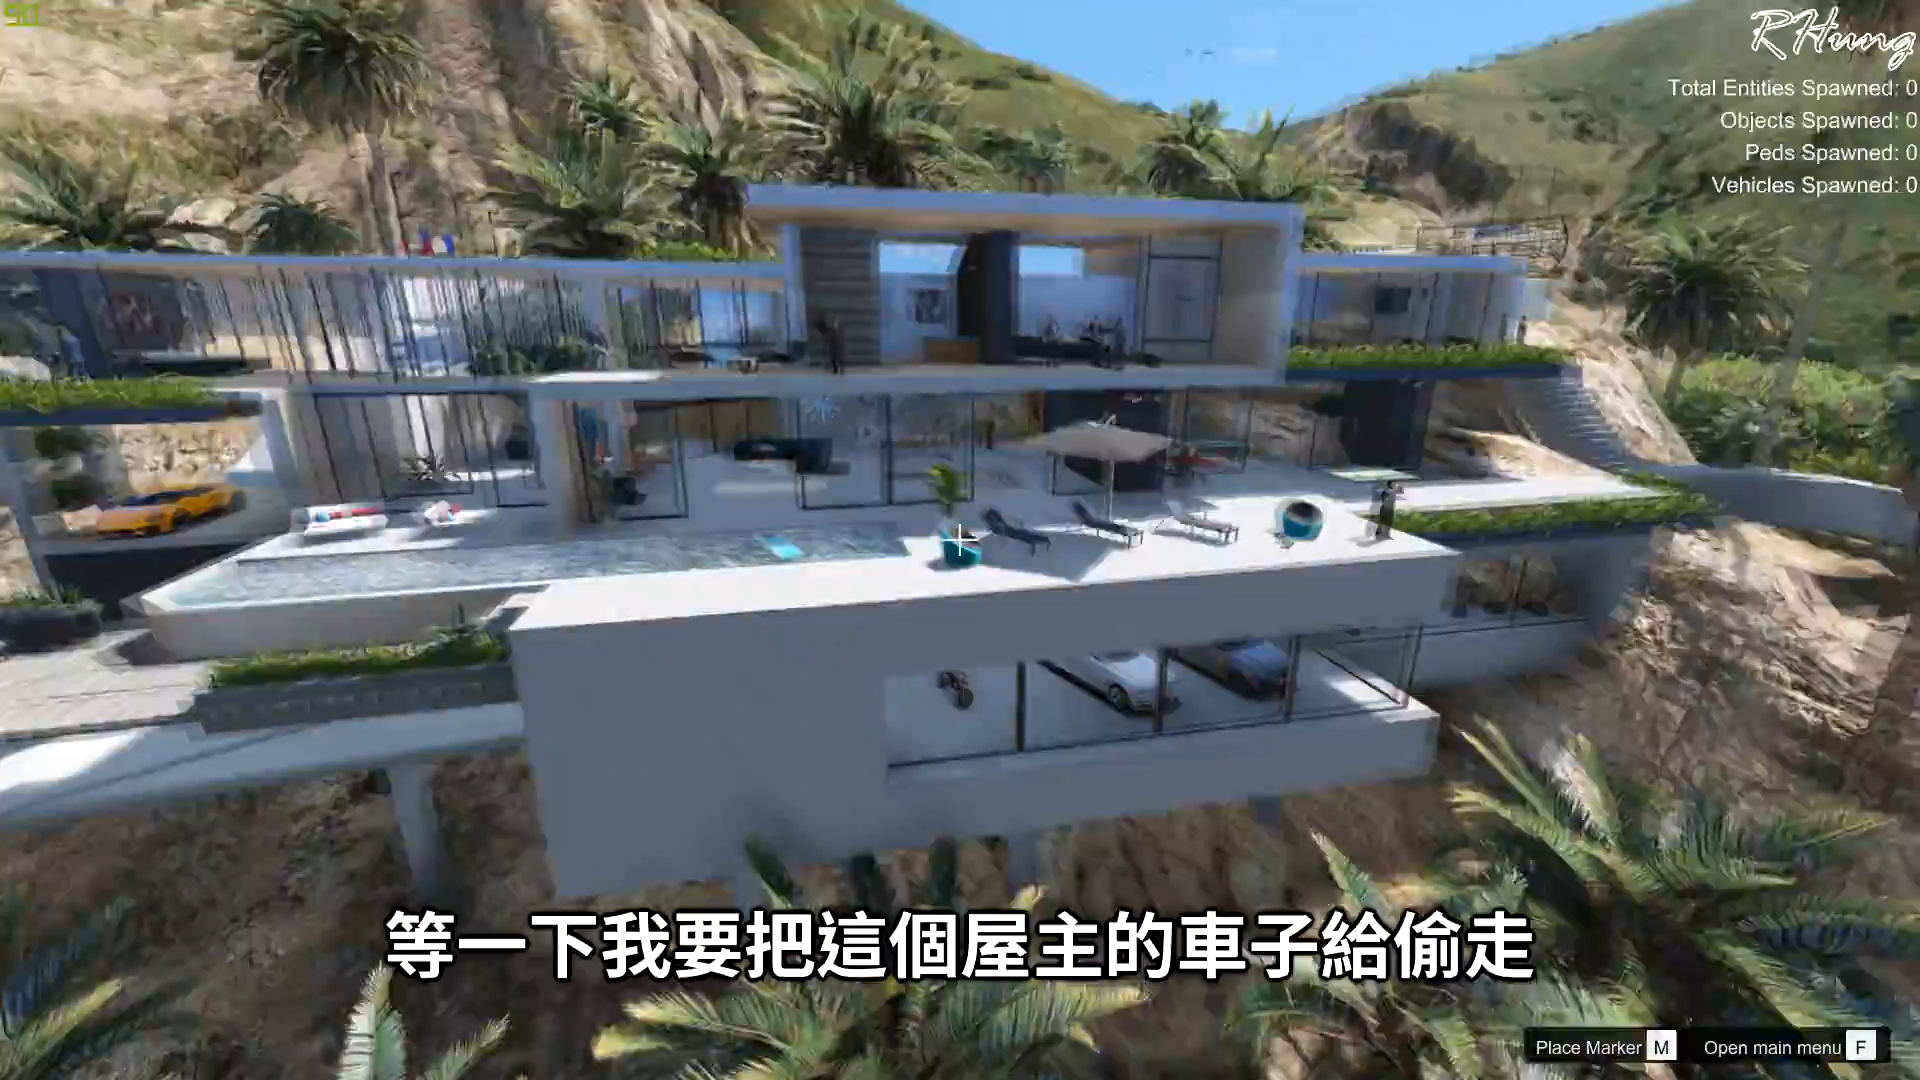 RHung
Total Entities Spawned: 0
Objects Spawned: 0
Peds Spawned: 0
Vehicles Spawned: 0
等一下我要把這個屋主的車子給偷走
Place Marker M Open main menu F